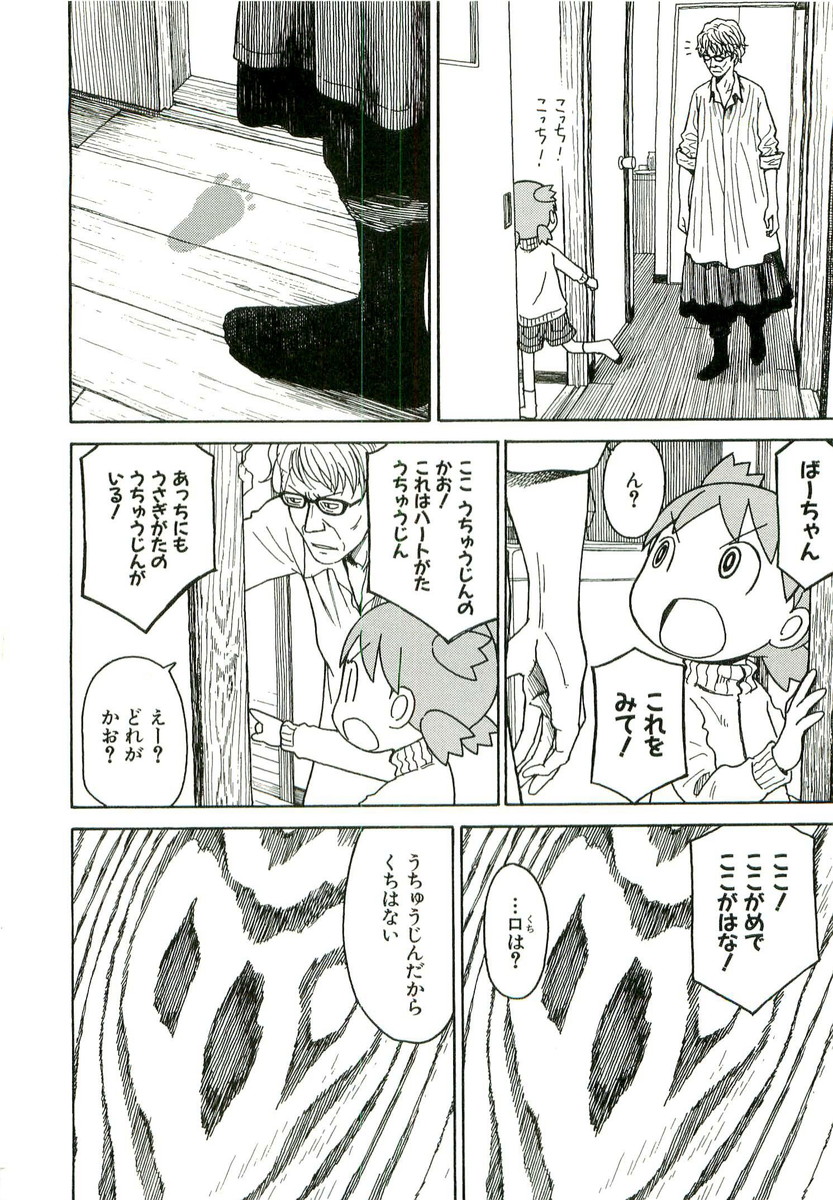 こっち！
こっち！
ばーちゃん
ん？
これを
みて！
ここ うちゅうじんの
かお！
これはハートがた
うちゅうじん
あっちにも
うさぎがたの
うちゅうじんが
いる！
えー？
どれが
かお？
ここ！
ここがめで
ここがはな！
…口は？
くち
うちゅうじんだから
くちはない